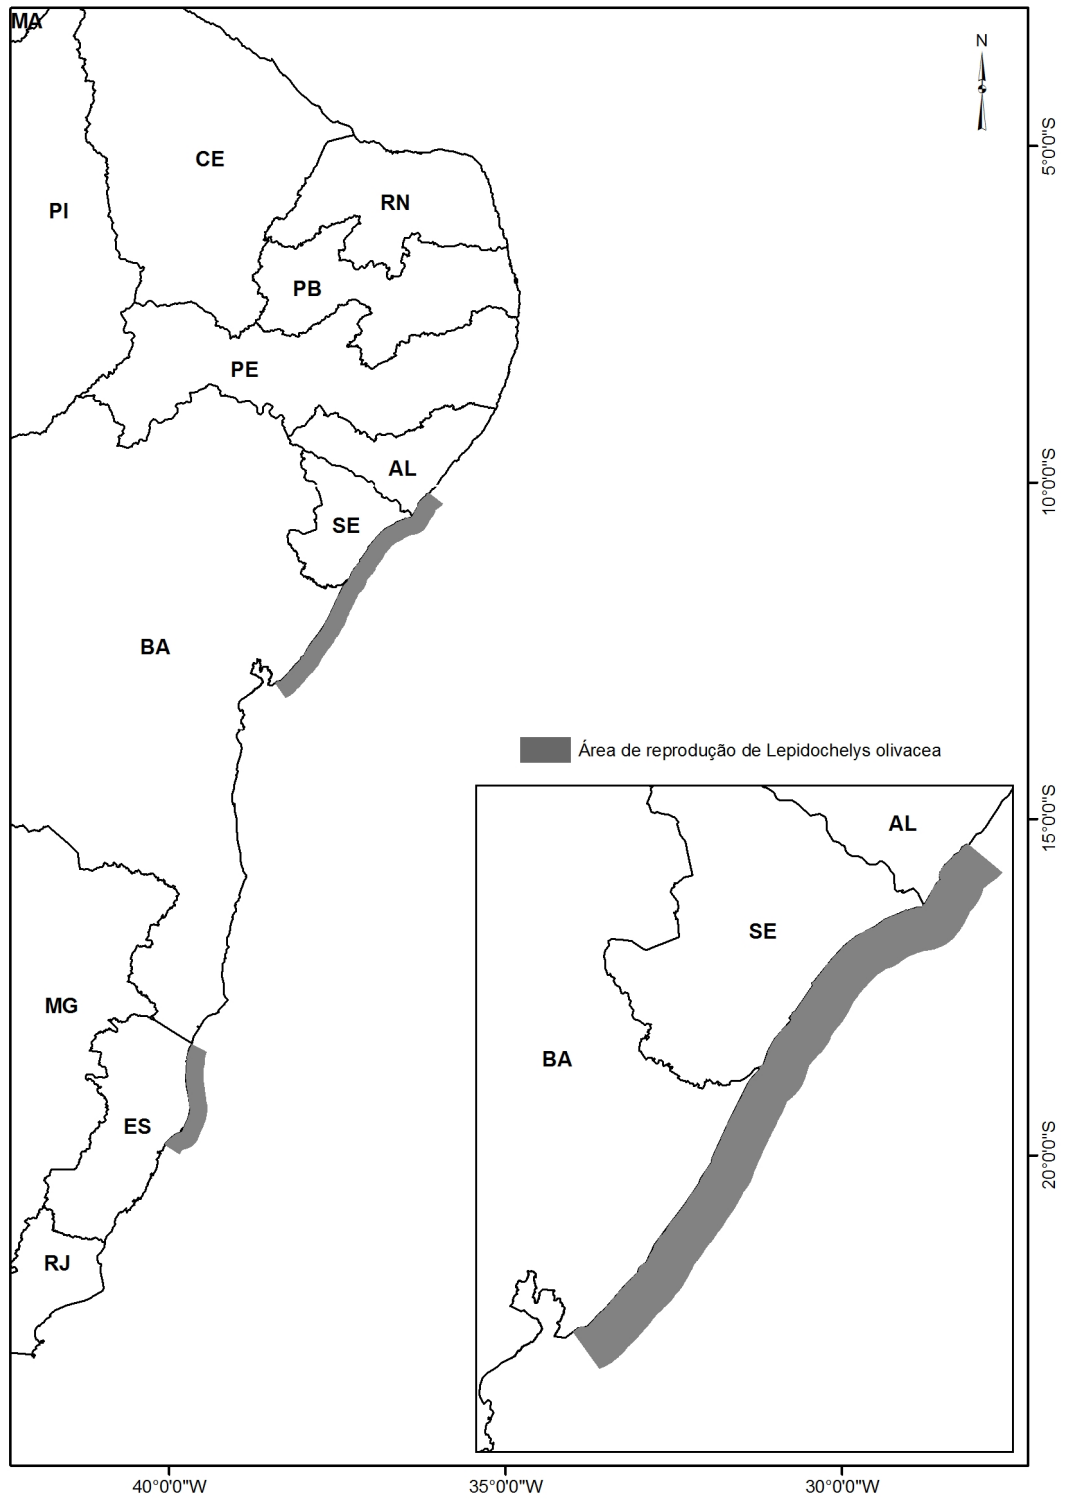 MA
N
CE
5°0'0"S
RN
PI
PB
PE
AL
10°0'0"S
SE
BA
Área de reprodução de Lepidochelys olivacea
15°0'0"S
AL
SE
MG
BA
ES
20°0'0"S
RJ
40°0'0"W
35°0'0"W
30°0'0"W